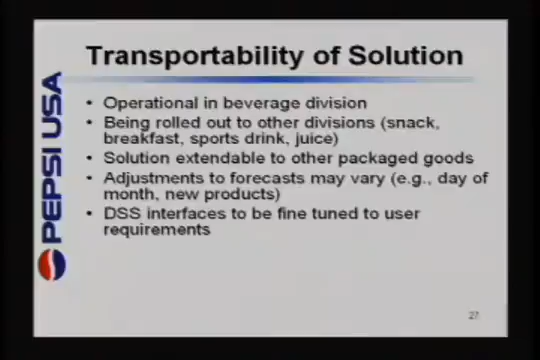 Transportability of Solution
PEPSI USA
• Operational in beverage division
• Being rolled out to other divisions (snack,
breakfast, sports drink, juice)
• Solution extendable to other packaged goods
• Adjustments to forecasts may vary (e.g., day of
month, new products)
• DSS interfaces to be fine tuned to user
requirements
27